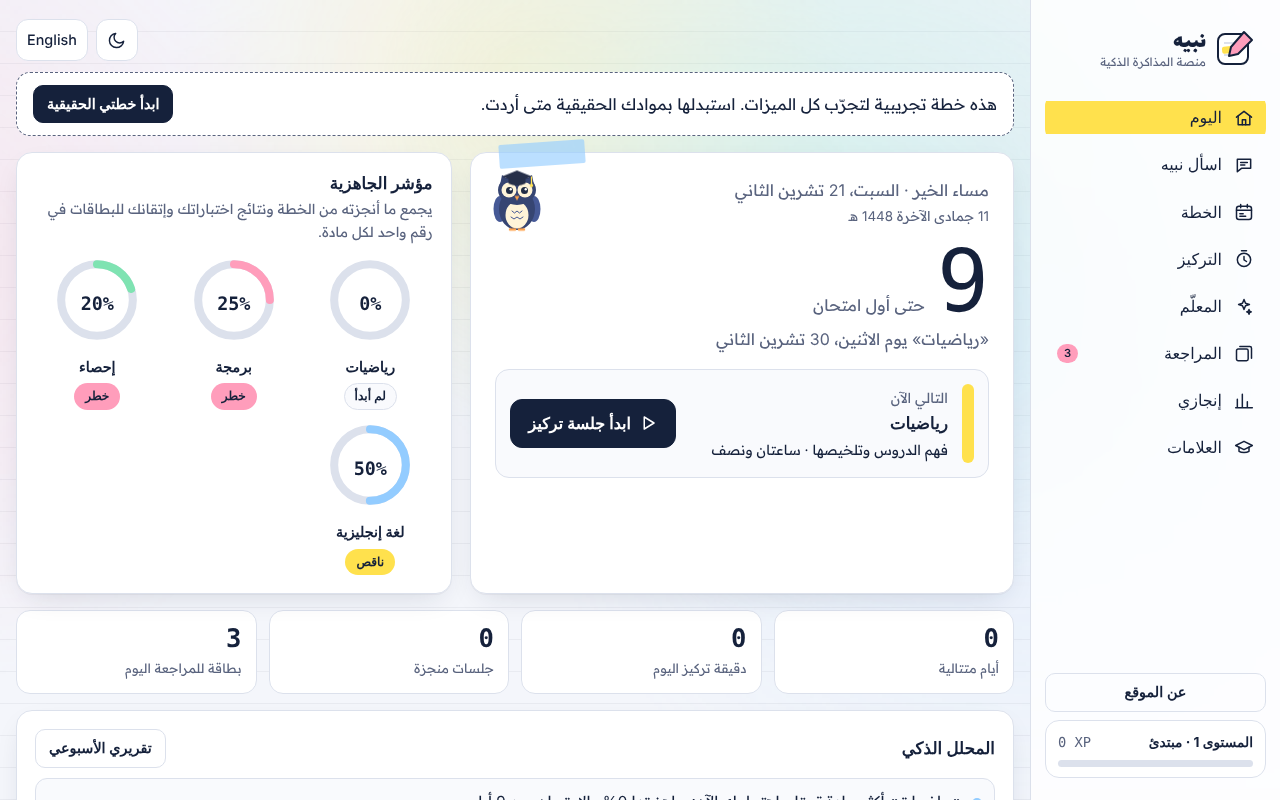 نبيه
منصة المذاكرة الذكية
اليوم
اسأل نبيه
الخطة
التركيز
المعلّم
المراجعة
3
إنجازي
العلامات
عن الموقع
المستوى 1 · مبتدئ
0 XP
English
هذه خطة تجريبية لتجرّب كل الميزات. استبدلها بموادك الحقيقية متى أردت.
ابدأ خطتي الحقيقية
مساء الخير · السبت، 21 تشرين الثاني
11 جمادى الآخرة 1448 هـ
9 حتى أول امتحان
«رياضيات» يوم الاثنين، 30 تشرين الثاني
التالي الآن
رياضيات
فهم الدروس وتلخيصها · ساعتان ونصف
ابدأ جلسة تركيز
مؤشر الجاهزية
يجمع ما أنجزته من الخطة ونتائج اختباراتك وإتقانك للبطاقات في
رقم واحد لكل مادة.
0%
رياضيات
لم أبدأ
25%
برمجة
خطر
20%
إحصاء
خطر
50%
لغة إنجليزية
ناقص
0
أيام متتالية
0
دقيقة تركيز اليوم
0
جلسات منجزة
3
بطاقة للمراجعة اليوم
المحلل الذكي
تقريري الأسبوعي